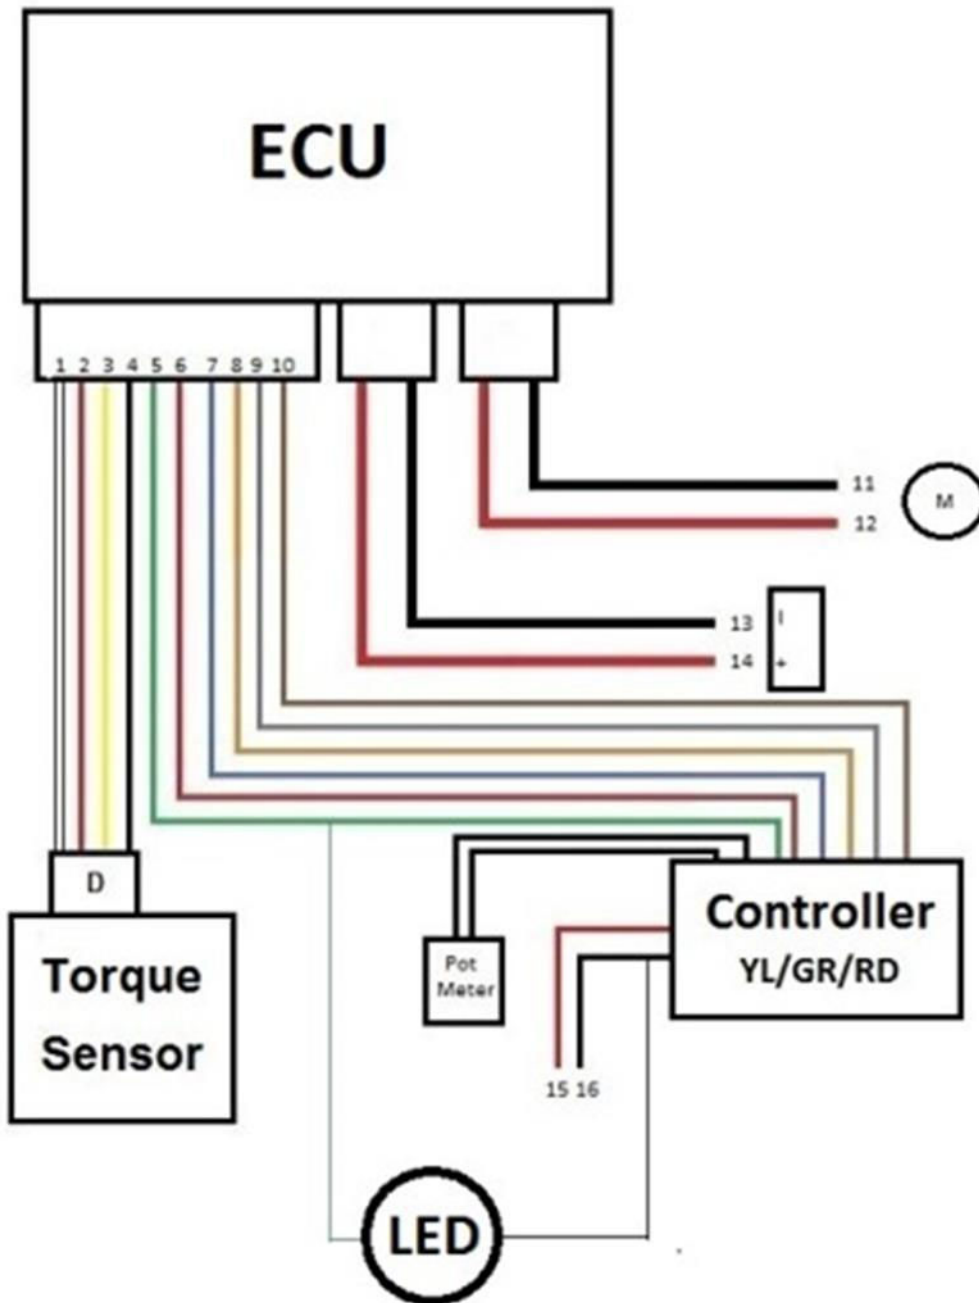 ECU
1 2 3 4 5 6 7 8 9 10
11
M
12
13
-
14
+
D
Torque
Sensor
Pot
Meter
Controller
YL/GR/RD
15 16
LED